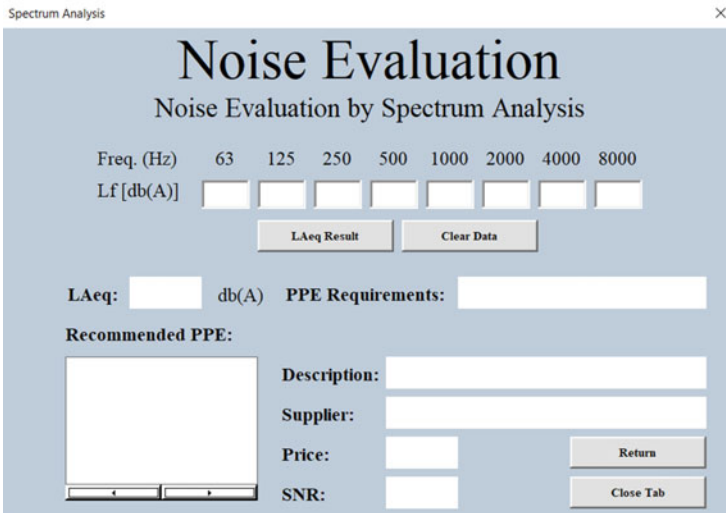 Spectrum Analysis
Noise Evaluation
Noise Evaluation by Spectrum Analysis
Freq. (Hz) 63 125 250 500 1000 2000 4000 8000
Lf [db(A)]
LAeq Result Clear Data
LAeq: db(A) PPE Requirements:
Recommended PPE:
Description:
Supplier:
Price: Return
SNR: Close Tab